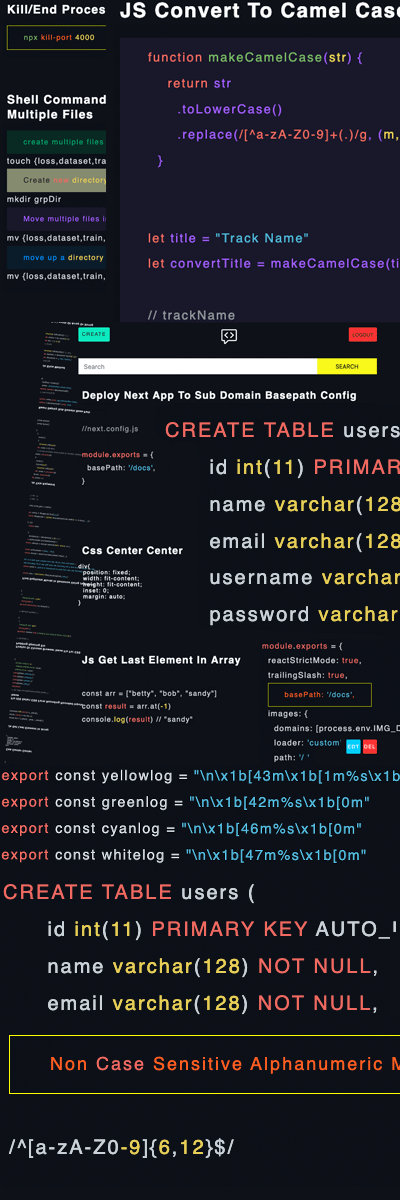 Kill/End Proces
npx kill-port 4000
Shell Command
Multiple Files
create multiple files
touch {loss,dataset,tra
Create new directory
mkdir grpDir
Move multiple files i
mv {loss,dataset,train,
move up a directory
mv {loss,dataset,train,
JS Convert To Camel Case
function makeCamelCase(str) {
return str
.toLowerCase()
.replace(/[^a-zA-Z0-9]+(.)/g, (m,
}
let title = "Track Name"
let convertTitle = makeCamelCase(ti
// trackName
CREATE
LOGOUT
Search
SEARCH
Deploy Next App To Sub Domain Basepath Config
//next.config.js
module.exports = {
basePath: '/docs',
}
CREATE TABLE users
id int(11) PRIMAR
name varchar(128
email varchar(128
username varchar
password varchar
Css Center Center
div{
position: fixed;
width: fit-content;
height: fit-content;
inset: 0;
margin: auto;
}
Js Get Last Element In Array
const arr = ["betty", "bob", "sandy"]
const result = arr.at(-1)
console.log(result) // "sandy"
module.exports = {
reactStrictMode: true,
trailingSlash: true,
basePath: '/docs',
images: {
domains: [process.env.IMG_D
loader: 'custom'
path: '/ '
EDT DEL
export const yellowlog = "\n\x1b[43m\x1b[1m%s\x1b
export const greenlog = "\n\x1b[42m%s\x1b[0m"
export const cyanlog = "\n\x1b[46m%s\x1b[0m"
export const whitelog = "\n\x1b[47m%s\x1b[0m"
CREATE TABLE users (
id int(11) PRIMARY KEY AUTO_I
name varchar(128) NOT NULL,
email varchar(128) NOT NULL,
Non Case Sensitive Alphanumeric M
/^[a-zA-Z0-9]{6,12}$/